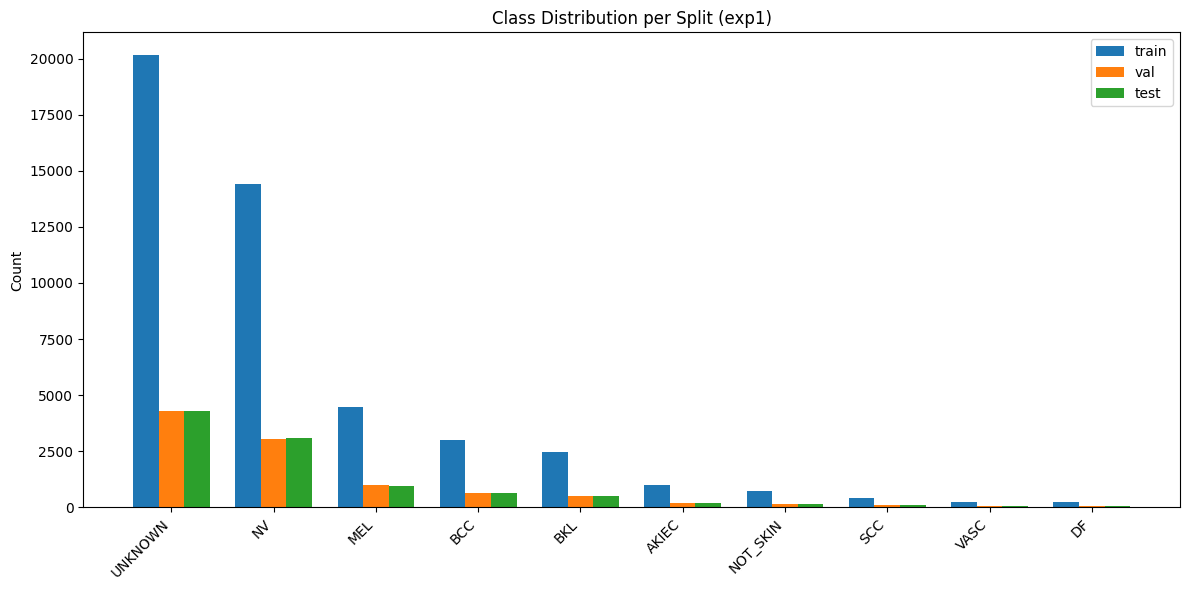 Class Distribution per Split (exp1)
train
val
test
Count
20000
17500
15000
12500
10000
7500
5000
2500
0
UNKNOWN
NV
MEL
BCC
BKL
AKIEC
NOT_SKIN
SCC
VASC
DF